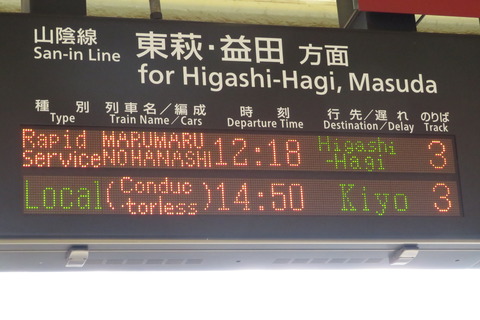 山陰線 東萩・益田 方面
San-in Line for Higashi-Hagi, Masuda
種 別 列車名／編成 時 刻 行先／遅れ のりば
Type Train Name／Cars Departure Time Destination／Delay Track
Rapid MARUMARU 12:18 Higashi 3
Service NOHANASHI -Hagi
Local (Conduc 14:50 Kiyo 3
-torless)